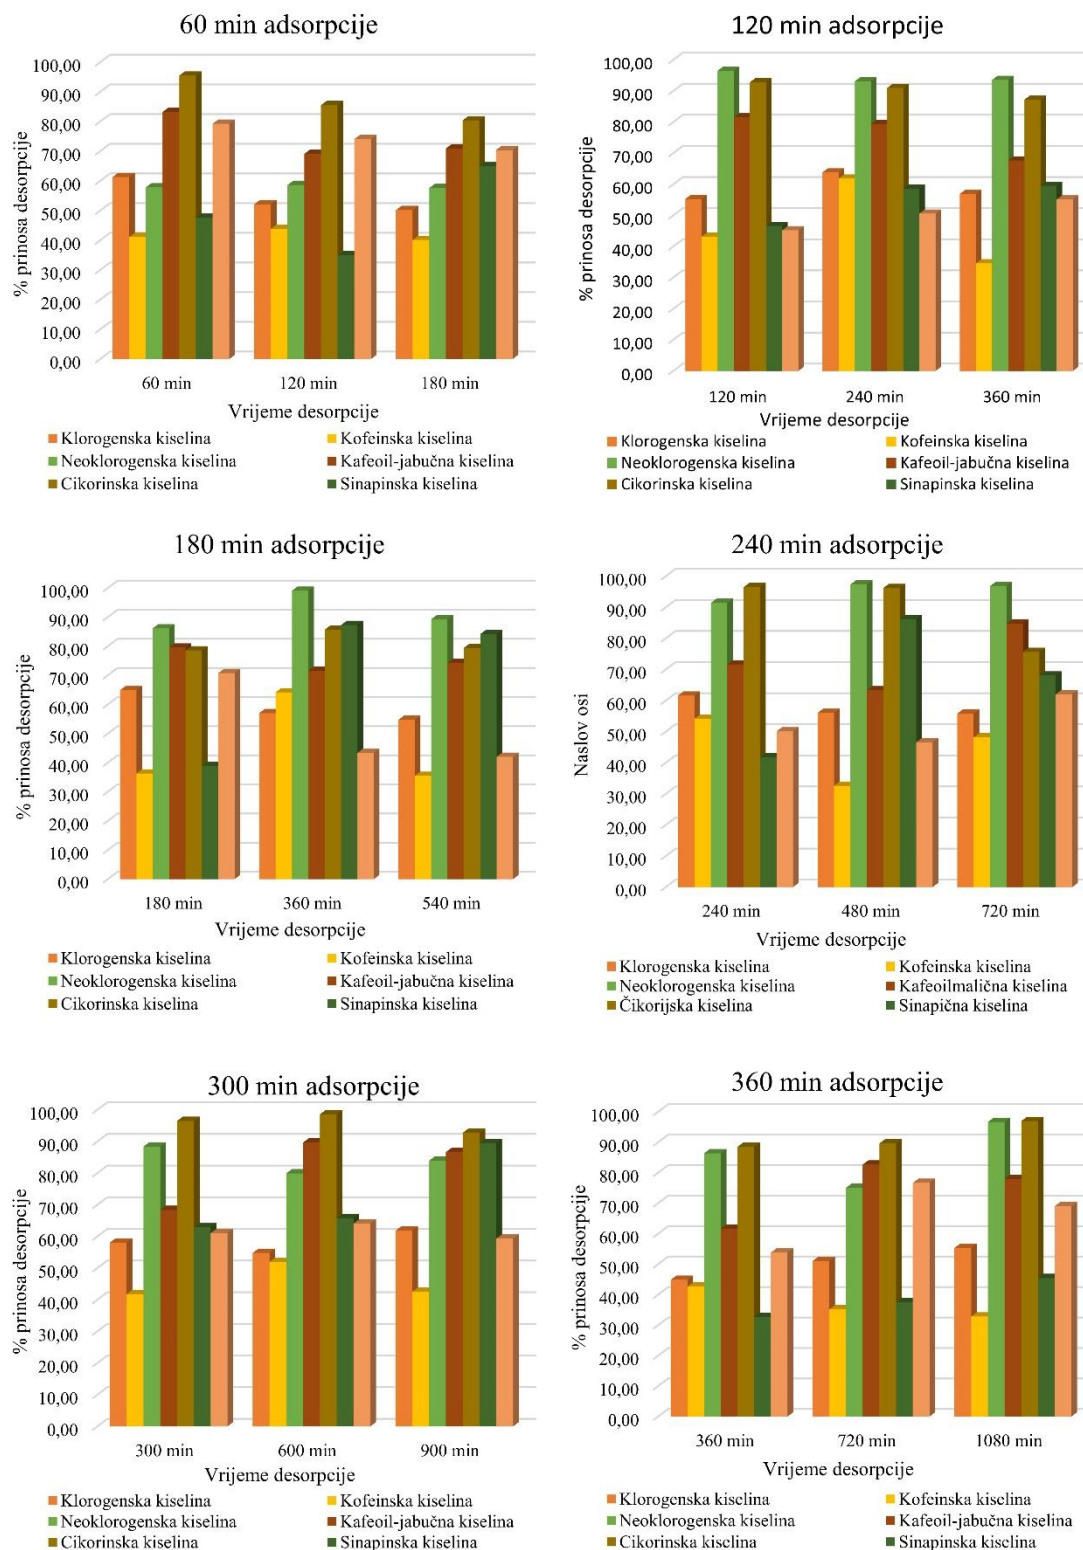 60 min adsorpcije
% prinosa desorpcije
100,00
90,00
80,00
70,00
60,00
50,00
40,00
30,00
20,00
10,00
0,00
60 min 120 min 180 min
Vrijeme desorpcije
Klorogenska kiselina Kofeinska kiselina
Neoklorogenska kiselina Kafeoil-jabučna kiselina
Cikorinska kiselina Sinapinska kiselina
120 min adsorpcije
% prinosa desorpcije
100,00
90,00
80,00
70,00
60,00
50,00
40,00
30,00
20,00
10,00
0,00
120 min 240 min 360 min
Vrijeme desorpcije
Klorogenska kiselina Kofeinska kiselina
Neoklorogenska kiselina Kafeoil-jabučna kiselina
Cikorinska kiselina Sinapinska kiselina
180 min adsorpcije
% prinosa desorpcije
100,00
90,00
80,00
70,00
60,00
50,00
40,00
30,00
20,00
10,00
0,00
180 min 360 min 540 min
Vrijeme desorpcije
Klorogenska kiselina Kofeinska kiselina
Neoklorogenska kiselina Kafeoil-jabučna kiselina
Cikorinska kiselina Sinapinska kiselina
240 min adsorpcije
Naslov osi
100,00
90,00
80,00
70,00
60,00
50,00
40,00
30,00
20,00
10,00
0,00
240 min 480 min 720 min
Vrijeme desorpcije
Klorogenska kiselina Kofeinska kiselina
Neoklorogenska kiselina Kafeoilmalična kiselina
Čikorijska kiselina Sinapična kiselina
300 min adsorpcije
% prinosa desorpcije
100,00
90,00
80,00
70,00
60,00
50,00
40,00
30,00
20,00
10,00
0,00
300 min 600 min 900 min
Vrijeme desorpcije
Klorogenska kiselina Kofeinska kiselina
Neoklorogenska kiselina Kafeoil-jabučna kiselina
Cikorinska kiselina Sinapinska kiselina
360 min adsorpcije
% prinosa desorpcije
100,00
90,00
80,00
70,00
60,00
50,00
40,00
30,00
20,00
10,00
0,00
360 min 720 min 1080 min
Vrijeme desorpcije
Klorogenska kiselina Kofeinska kiselina
Neoklorogenska kiselina Kafeoil-jabučna kiselina
Cikorinska kiselina Sinapinska kiselina